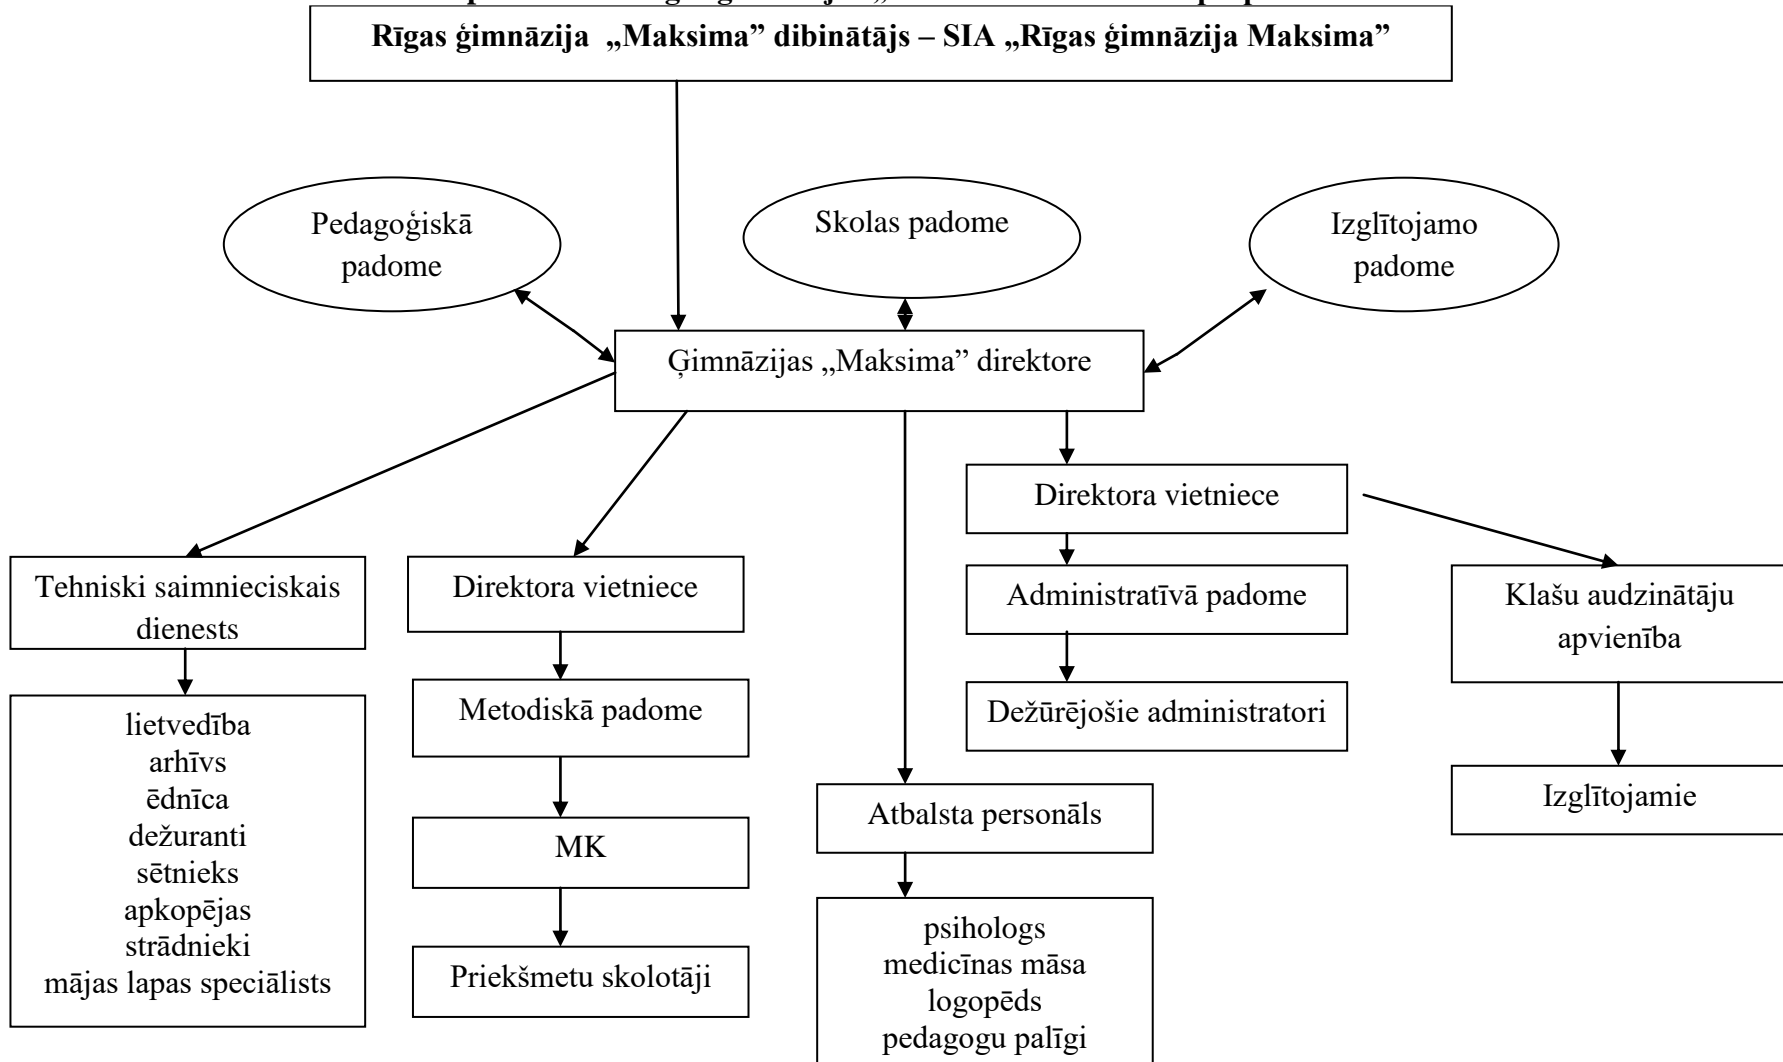 Rīgas ģimnāzija „Maksima” dibinātājs – SIA „Rīgas ģimnāzija Maksima”
Pedagoģiskā
padome
Skolas padome
Izglītojamo
padome
Ģimnāzijas „Maksima” direktore
Direktora vietniece
Tehniski saimnieciskais
dienests
Direktora vietniece
Administratīvā padome
Klašu audzinātāju
apvienība
lietvedība
arhīvs
ēdnīca
dežuranti
sētnieks
apkopējas
strādnieki
mājas lapas speciālists
Metodiskā padome
MK
Priekšmetu skolotāji
Dežūrējošie administratori
Atbalsta personāls
psihologs
medicīnas māsa
logopēds
pedagogu palīgi
Izglītojamie